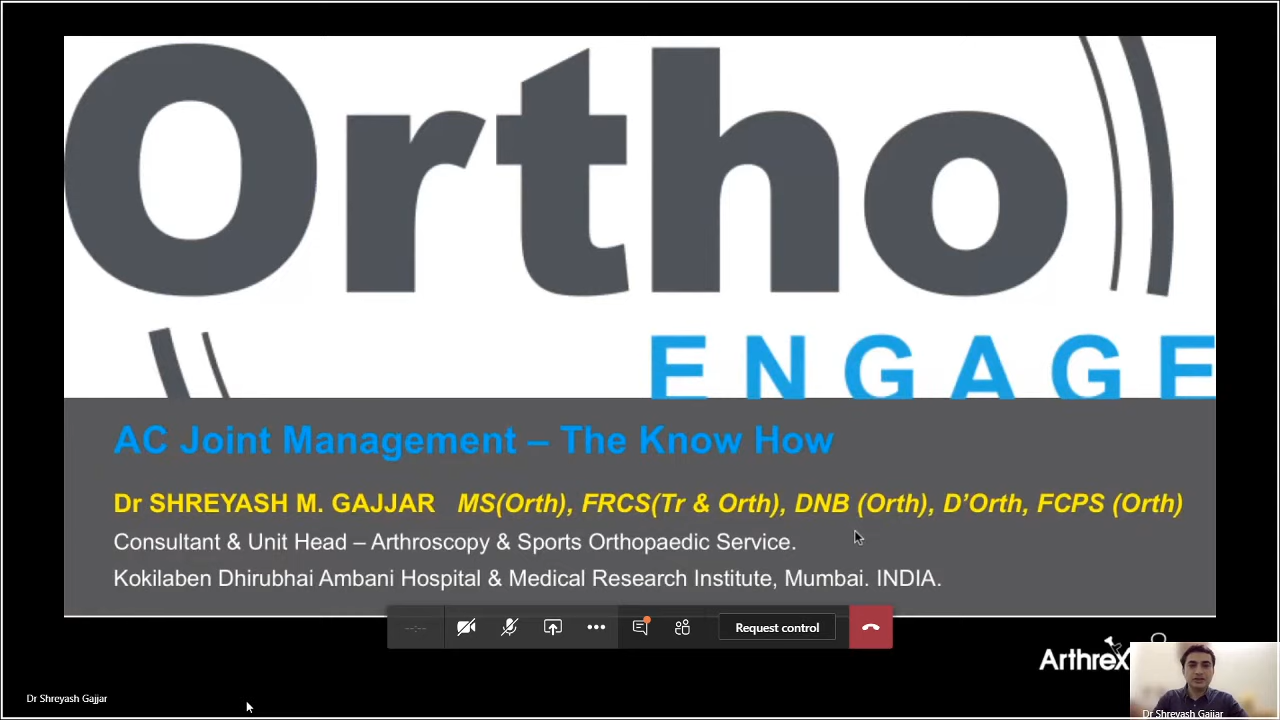 Ortho
ENGAGE
AC Joint Management – The Know How
Dr SHREYASH M. GAJJAR MS(Orth), FRCS(Tr & Orth), DNB (Orth), D’Orth, FCPS (Orth)
Consultant & Unit Head – Arthroscopy & Sports Orthopaedic Service.
Kokilaben Dhirubhai Ambani Hospital & Medical Research Institute, Mumbai. INDIA.
--:--
Request control
Arthrex
Dr Shreyash Gajjar
Dr Shreyash Gajjar